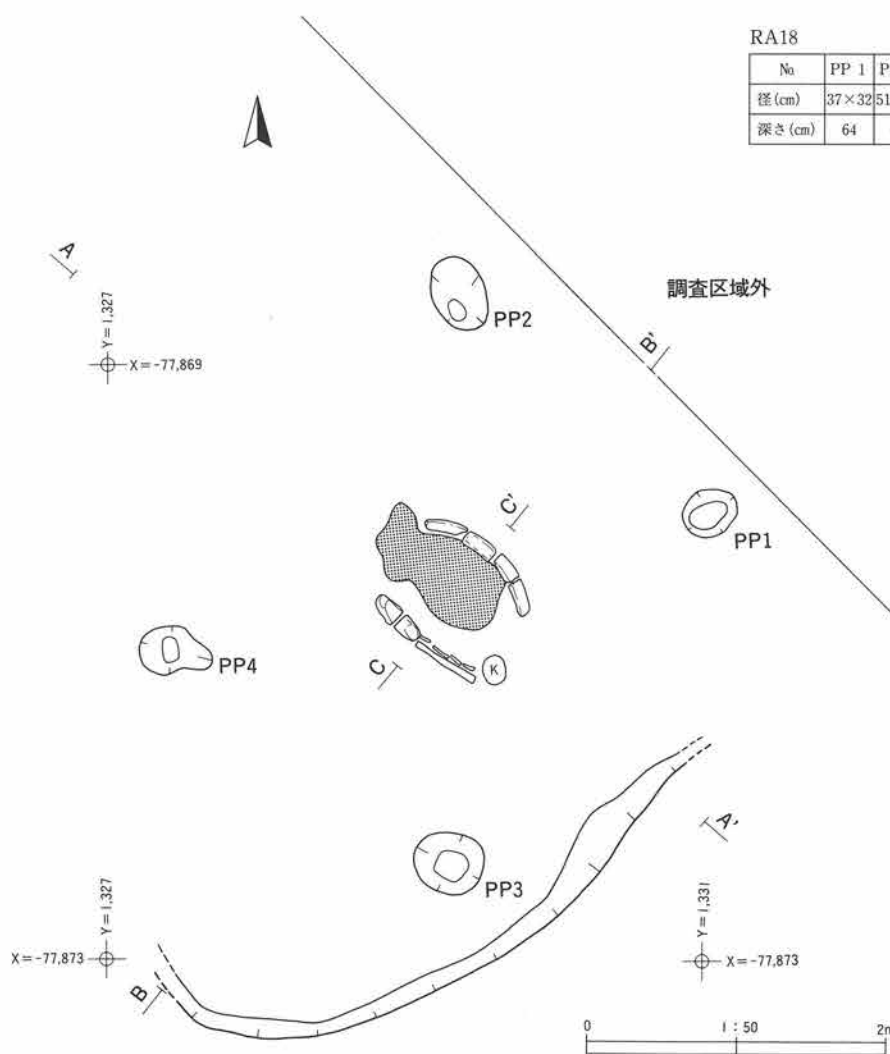 RA18
№ PP 1
径(cm) 37×32 51
深さ(cm) 64
A
PP2
調査区域外
B'
Y=1,327
X=-77,869
C'
PP1
PP4
C
K
A'
PP3
Y=1,327
X=-77,873
Y=1,331
X=-77,873
B
0 1:50 2m